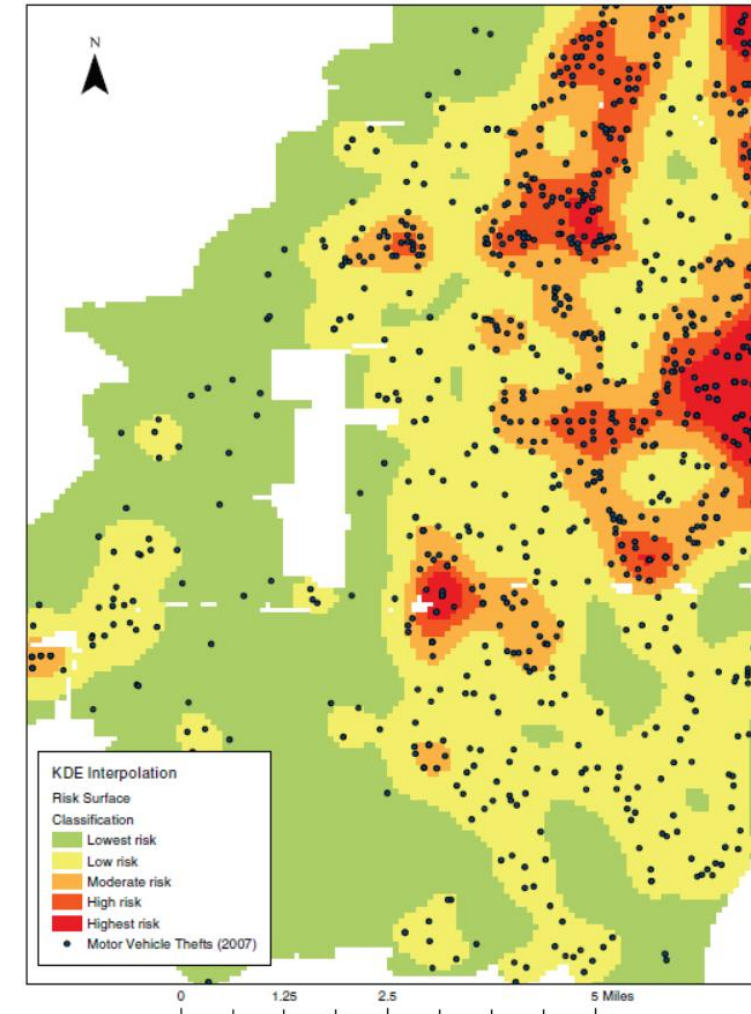 N
KDE Interpolation
Risk Surface
Classification
Lowest risk
Low risk
Moderate risk
High risk
Highest risk
Motor Vehicle Thefts (2007)
0 1.25 2.5 5 Miles